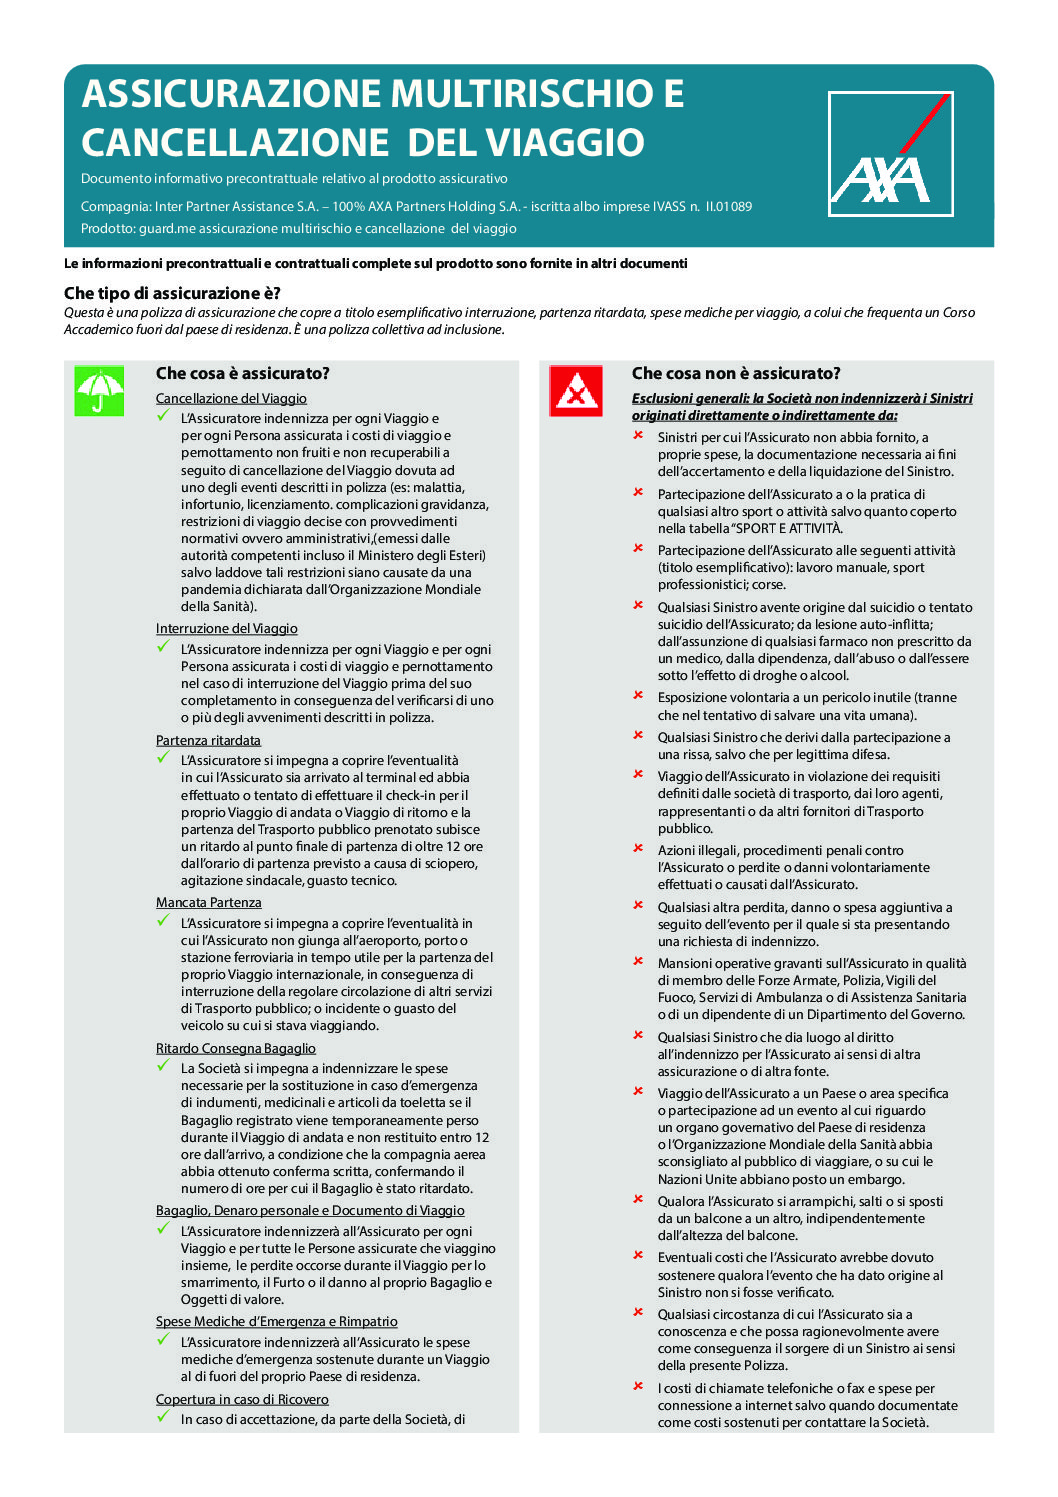 ASSICURAZIONE MULTIRISCHIO E
CANCELLAZIONE DEL VIAGGIO
Documento informativo precontrattuale relativo al prodotto assicurativo
Compagnia: Inter Partner Assistance S.A. – 100% AXA Partners Holding S.A. - iscritta albo imprese IVASS n. II.01089
Prodotto: guard.me assicurazione multirischio e cancellazione del viaggio
AXA
Le informazioni precontrattuali e contrattuali complete sul prodotto sono fornite in altri documenti
Che tipo di assicurazione è?
Questa è una polizza di assicurazione che copre a titolo esemplificativo interruzione, partenza ritardata, spese mediche per viaggio, a colui che frequenta un Corso
Accademico fuori dal paese di residenza. È una polizza collettiva ad inclusione.
Che cosa è assicurato?
Cancellazione del Viaggio
✓ L’Assicuratore indennizza per ogni Viaggio e
per ogni Persona assicurata i costi di viaggio e
pernottamento non fruiti e non recuperabili a
seguito di cancellazione del Viaggio dovuta ad
uno degli eventi descritti in polizza (es: malattia,
infortunio, licenziamento. complicazioni gravidanza,
restrizioni di viaggio decise con provvedimenti
normativi ovvero amministrativi,(emessi dalle
autorità competenti incluso il Ministero degli Esteri)
salvo laddove tali restrizioni siano causate da una
pandemia dichiarata dall’Organizzazione Mondiale
della Sanità).
Interruzione del Viaggio
✓ L’Assicuratore indennizza per ogni Viaggio e per ogni
Persona assicurata i costi di viaggio e pernottamento
nel caso di interruzione del Viaggio prima del suo
completamento in conseguenza del verificarsi di uno
o più degli avvenimenti descritti in polizza.
Partenza ritardata
✓ L’Assicuratore si impegna a coprire l’eventualità
in cui l’Assicurato sia arrivato al terminal ed abbia
effettuato o tentato di effettuare il check-in per il
proprio Viaggio di andata o Viaggio di ritorno e la
partenza del Trasporto pubblico prenotato subisce
un ritardo al punto finale di partenza di oltre 12 ore
dall’orario di partenza previsto a causa di sciopero,
agitazione sindacale, guasto tecnico.
Mancata Partenza
✓ L’Assicuratore si impegna a coprire l’eventualità in
cui l’Assicurato non giunga all’aeroporto, porto o
stazione ferroviaria in tempo utile per la partenza del
proprio Viaggio internazionale, in conseguenza di
interruzione della regolare circolazione di altri servizi
di Trasporto pubblico; o incidente o guasto del
veicolo su cui si stava viaggiando.
Ritardo Consegna Bagaglio
✓ La Società si impegna a indennizzare le spese
necessarie per la sostituzione in caso d’emergenza
di indumenti, medicinali e articoli da toeletta se il
Bagaglio registrato viene temporaneamente perso
durante il Viaggio di andata e non restituito entro 12
ore dall’arrivo, a condizione che la compagnia aerea
abbia ottenuto conferma scritta, confermando il
numero di ore per cui il Bagaglio è stato ritardato.
Bagaglio, Denaro personale e Documento di Viaggio
✓ L’Assicuratore indennizzerà all’Assicurato per ogni
Viaggio e per tutte le Persone assicurate che viaggino
insieme, le perdite occorse durante il Viaggio per lo
smarrimento, il Furto o il danno al proprio Bagaglio e
Oggetti di valore.
Spese Mediche d’Emergenza e Rimpatrio
✓ L’Assicuratore indennizzerà all’Assicurato le spese
mediche d’emergenza sostenute durante un Viaggio
al di fuori del proprio Paese di residenza.
Copertura in caso di Ricovero
✓ In caso di accettazione, da parte della Società, di
Che cosa non è assicurato?
Esclusioni generali: la Società non indennizzerà i Sinistri
originati direttamente o indirettamente da:
✗ Sinistri per cui l’Assicurato non abbia fornito, a
proprie spese, la documentazione necessaria ai fini
dell’accertamento e della liquidazione del Sinistro.
✗ Partecipazione dell’Assicurato a o la pratica di
qualsiasi altro sport o attività salvo quanto coperto
nella tabella “SPORT E ATTIVITÀ.
✗ Partecipazione dell’Assicurato alle seguenti attività
(titolo esemplificativo): lavoro manuale, sport
professionistici; corse.
✗ Qualsiasi Sinistro avente origine dal suicidio o tentato
suicidio dell’Assicurato; da lesione auto-inflitta;
dall’assunzione di qualsiasi farmaco non prescritto da
un medico, dalla dipendenza, dall’abuso o dall’essere
sotto l’effetto di droghe o alcool.
✗ Esposizione volontaria a un pericolo inutile (tranne
che nel tentativo di salvare una vita umana).
✗ Qualsiasi Sinistro che derivi dalla partecipazione a
una rissa, salvo che per legittima difesa.
✗ Viaggio dell’Assicurato in violazione dei requisiti
definiti dalle società di trasporto, dai loro agenti,
rappresentanti o da altri fornitori di Trasporto
pubblico.
✗ Azioni illegali, procedimenti penali contro
l’Assicurato o perdite o danni volontariamente
effettuati o causati dall’Assicurato.
✗ Qualsiasi altra perdita, danno o spesa aggiuntiva a
seguito dell’evento per il quale si sta presentando
una richiesta di indennizzo.
✗ Mansioni operative gravanti sull’Assicurato in qualità
di membro delle Forze Armate, Polizia, Vigili del
Fuoco, Servizi di Ambulanza o di Assistenza Sanitaria
o di un dipendente di un Dipartimento del Governo.
✗ Qualsiasi Sinistro che dia luogo al diritto
all’indennizzo per l’Assicurato ai sensi di altra
assicurazione o di altra fonte.
✗ Viaggio dell’Assicurato a un Paese o area specifica
o partecipazione ad un evento al cui riguardo
un organo governativo del Paese di residenza
o l’Organizzazione Mondiale della Sanità abbia
sconsigliato al pubblico di viaggiare, o su cui le
Nazioni Unite abbiano posto un embargo.
✗ Qualora l’Assicurato si arrampichi, salti o si sposti
da un balcone a un altro, indipendentemente
dall’altezza del balcone.
✗ Eventuali costi che l’Assicurato avrebbe dovuto
sostenere qualora l’evento che ha dato origine al
Sinistro non si fosse verificato.
✗ Qualsiasi circostanza di cui l’Assicurato sia a
conoscenza e che possa ragionevolmente avere
come conseguenza il sorgere di un Sinistro ai sensi
della presente Polizza.
✗ I costi di chiamate telefoniche o fax e spese per
connessione a internet salvo quando documentate
come costi sostenuti per contattare la Società.